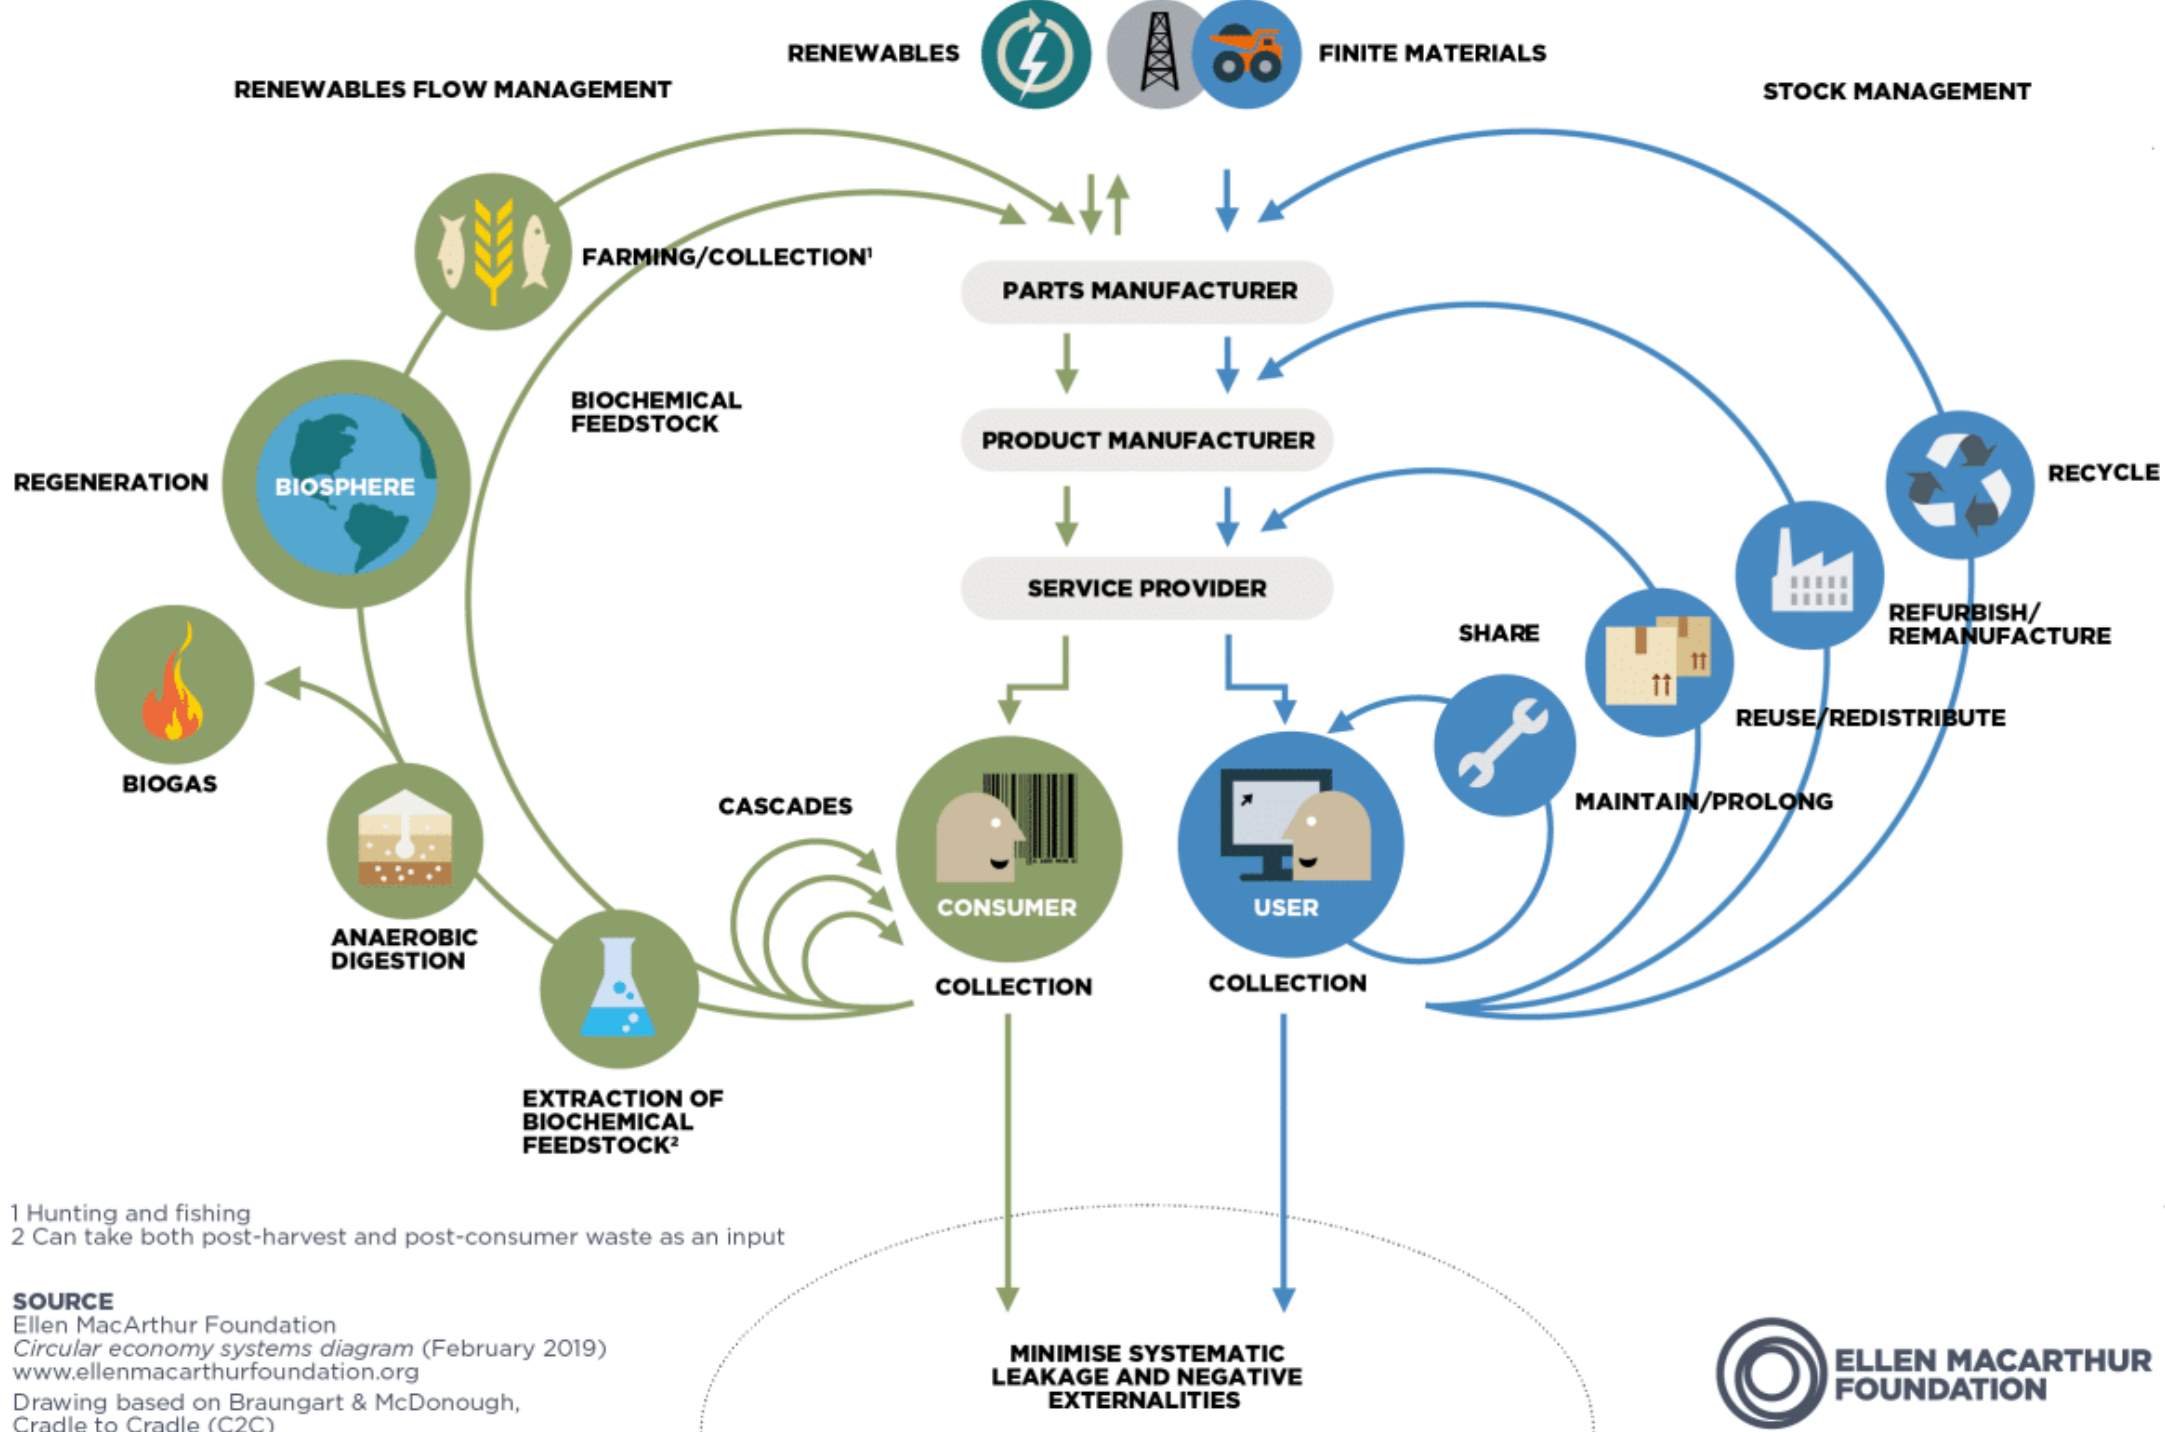 RENEWABLES
FINITE MATERIALS
RENEWABLES FLOW MANAGEMENT
STOCK MANAGEMENT
FARMING/COLLECTION¹
PARTS MANUFACTURER
BIOCHEMICAL
FEEDSTOCK
PRODUCT MANUFACTURER
REGENERATION
BIOSPHERE
RECYCLE
SERVICE PROVIDER
SHARE
REFURBISH/
REMANUFACTURE
REUSE/REDISTRIBUTE
BIOGAS
CASCADES
MAINTAIN/PROLONG
CONSUMER
USER
ANAEROBIC
DIGESTION
COLLECTION
COLLECTION
EXTRACTION OF
BIOCHEMICAL
FEEDSTOCK²
1 Hunting and fishing
2 Can take both post-harvest and post-consumer waste as an input
SOURCE
Ellen MacArthur Foundation
Circular economy systems diagram (February 2019)
www.ellenmacarthurfoundation.org
Drawing based on Braungart & McDonough,
Cradle to Cradle (C2C)
MINIMISE SYSTEMATIC
LEAKAGE AND NEGATIVE
EXTERNALITIES
ELLEN MACARTHUR
FOUNDATION